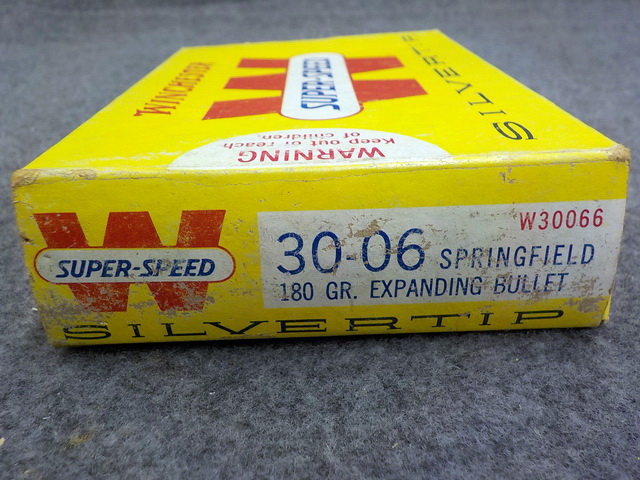 WINCHESTER
W
SUPER-SPEED
SILVERTIP
WARNING
Keep out of reach
of children.
W
SUPER-SPEED
W30066
30-06 SPRINGFIELD
180 GR. EXPANDING BULLET
SILVERTIP